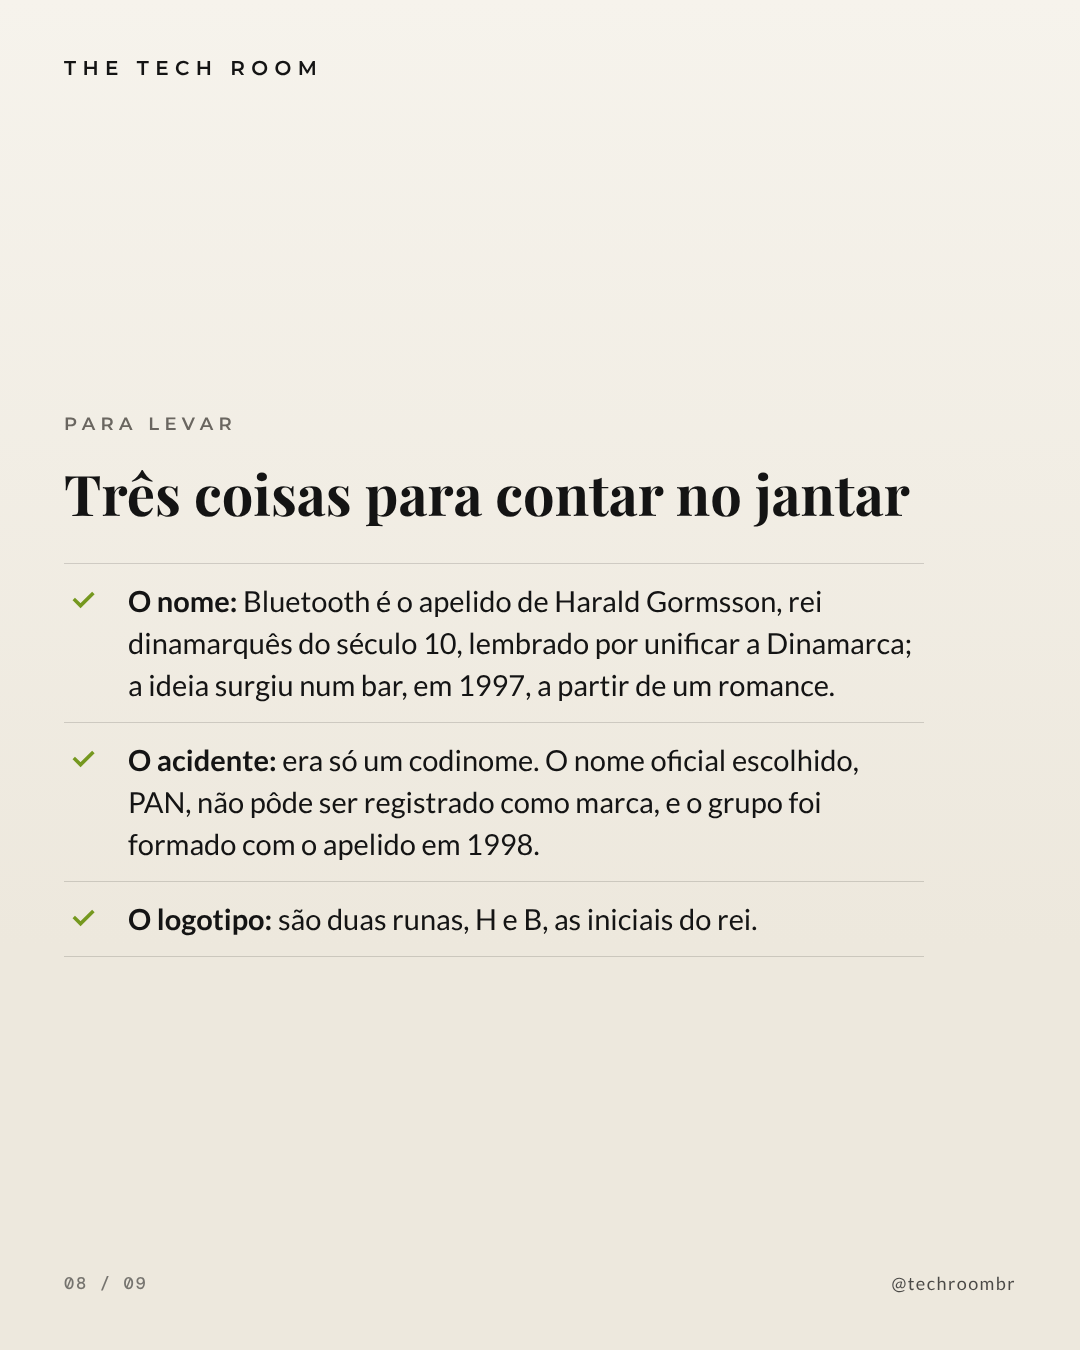 THE TECH ROOM
PARA LEVAR
Três coisas para contar no jantar
O nome: Bluetooth é o apelido de Harald Gormsson, rei
dinamarquês do século 10, lembrado por unificar a Dinamarca;
a ideia surgiu num bar, em 1997, a partir de um romance.
O acidente: era só um codinome. O nome oficial escolhido,
PAN, não pôde ser registrado como marca, e o grupo foi
formado com o apelido em 1998.
O logotipo: são duas runas, H e B, as iniciais do rei.
08 / 09
@techroombr